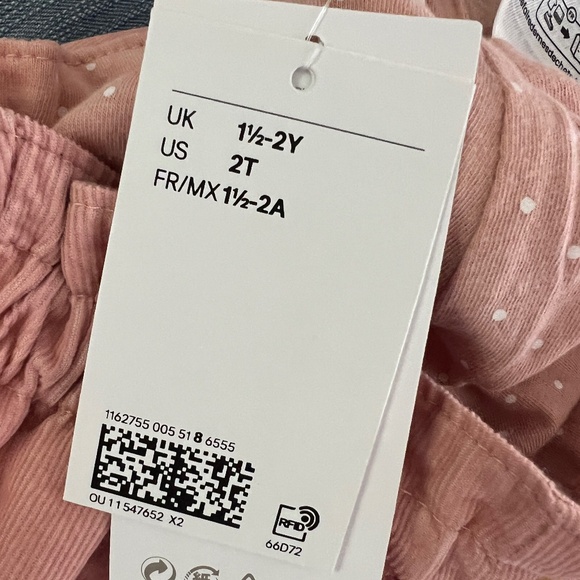 UK 1½-2Y
US 2T
FR/MX 1½-2A
1162755 005 51 8 6555
OU 11 547652 X2
RFID
66D72